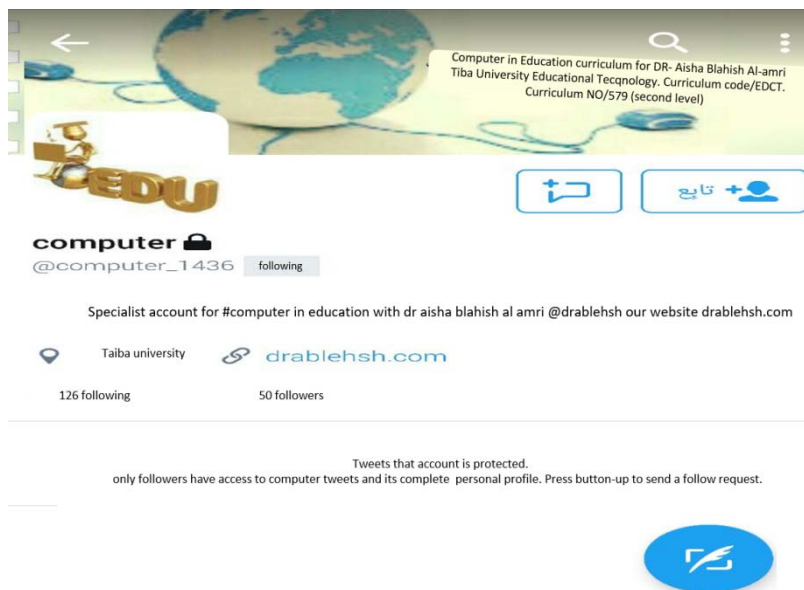 Computer in Education curriculum for DR- Aisha Blahish Al-amri
Tiba University Educational Tecqnology. Curriculum code/EDCT.
Curriculum NO/579 (second level)
EDU
تابع
computer
@computer_1436 following
Specialist account for #computer in education with dr aisha blahish al amri @drablehsh our website drablehsh.com
Taiba university drablehsh.com
126 following 50 followers
Tweets that account is protected.
only followers have access to computer tweets and its complete personal profile. Press button-up to send a follow request.